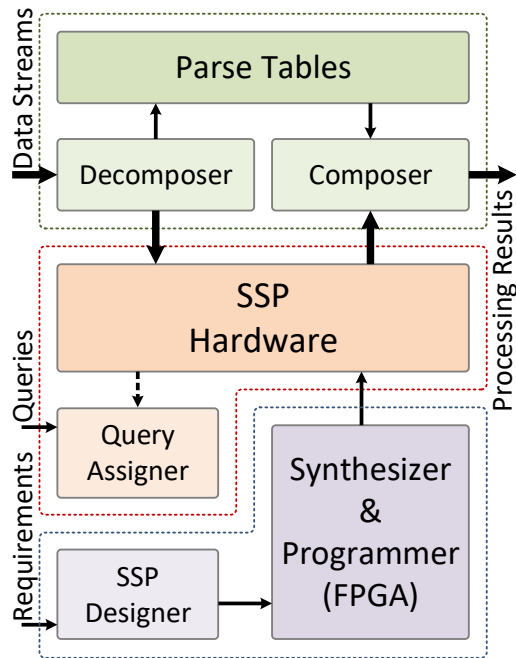 Data Streams
Parse Tables
Decomposer
Composer
Processing Results
SSP
Hardware
Queries
Query
Assigner
Synthesizer
&
Programmer
(FPGA)
Requirements
SSP
Designer